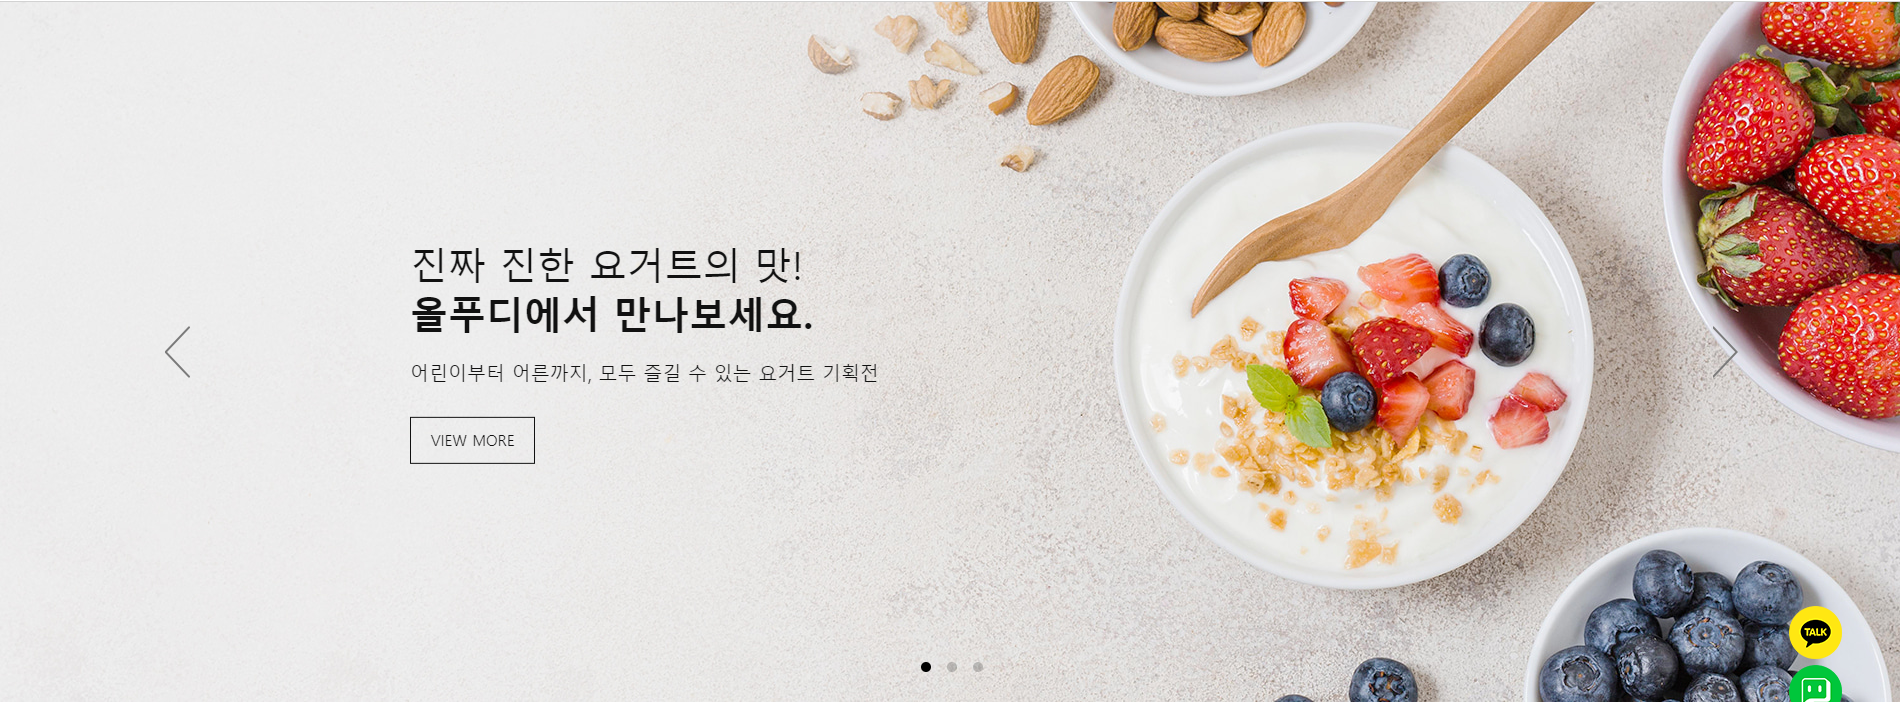 진짜 진한 요거트의 맛!
올푸디에서 만나보세요.
어린이부터 어른까지, 모두 즐길 수 있는 요거트 기획전
VIEW MORE
TALK